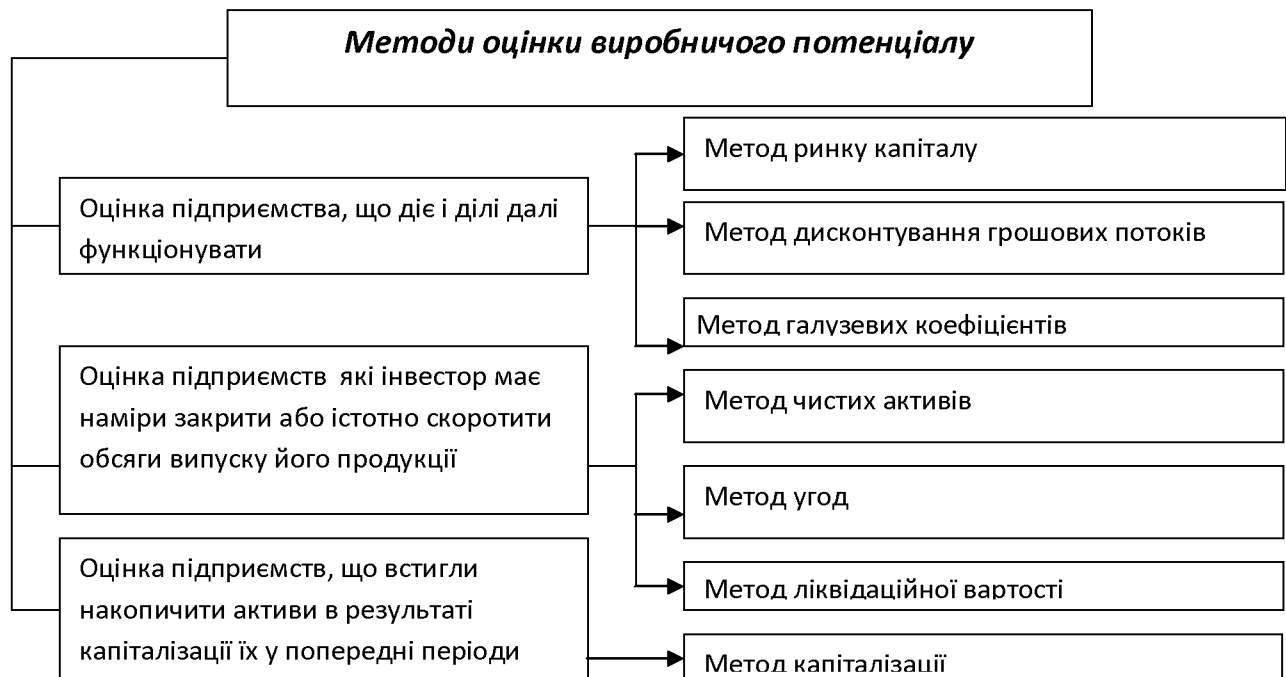 Методи оцінки виробничого потенціалу
Метод ринку капіталу
Оцінка підприємства, що діє і ділі далі
функціонувати
Метод дисконтування грошових потоків
Метод галузевих коефіцієнтів
Оцінка підприємств які інвестор має
наміри закрити або істотно скоротити
обсяги випуску його продукції
Метод чистих активів
Метод угод
Метод ліквідаційної вартості
Оцінка підприємств, що встигли
накопичити активи в результаті
капіталізації їх у попередні періоди
Метод капіталізації